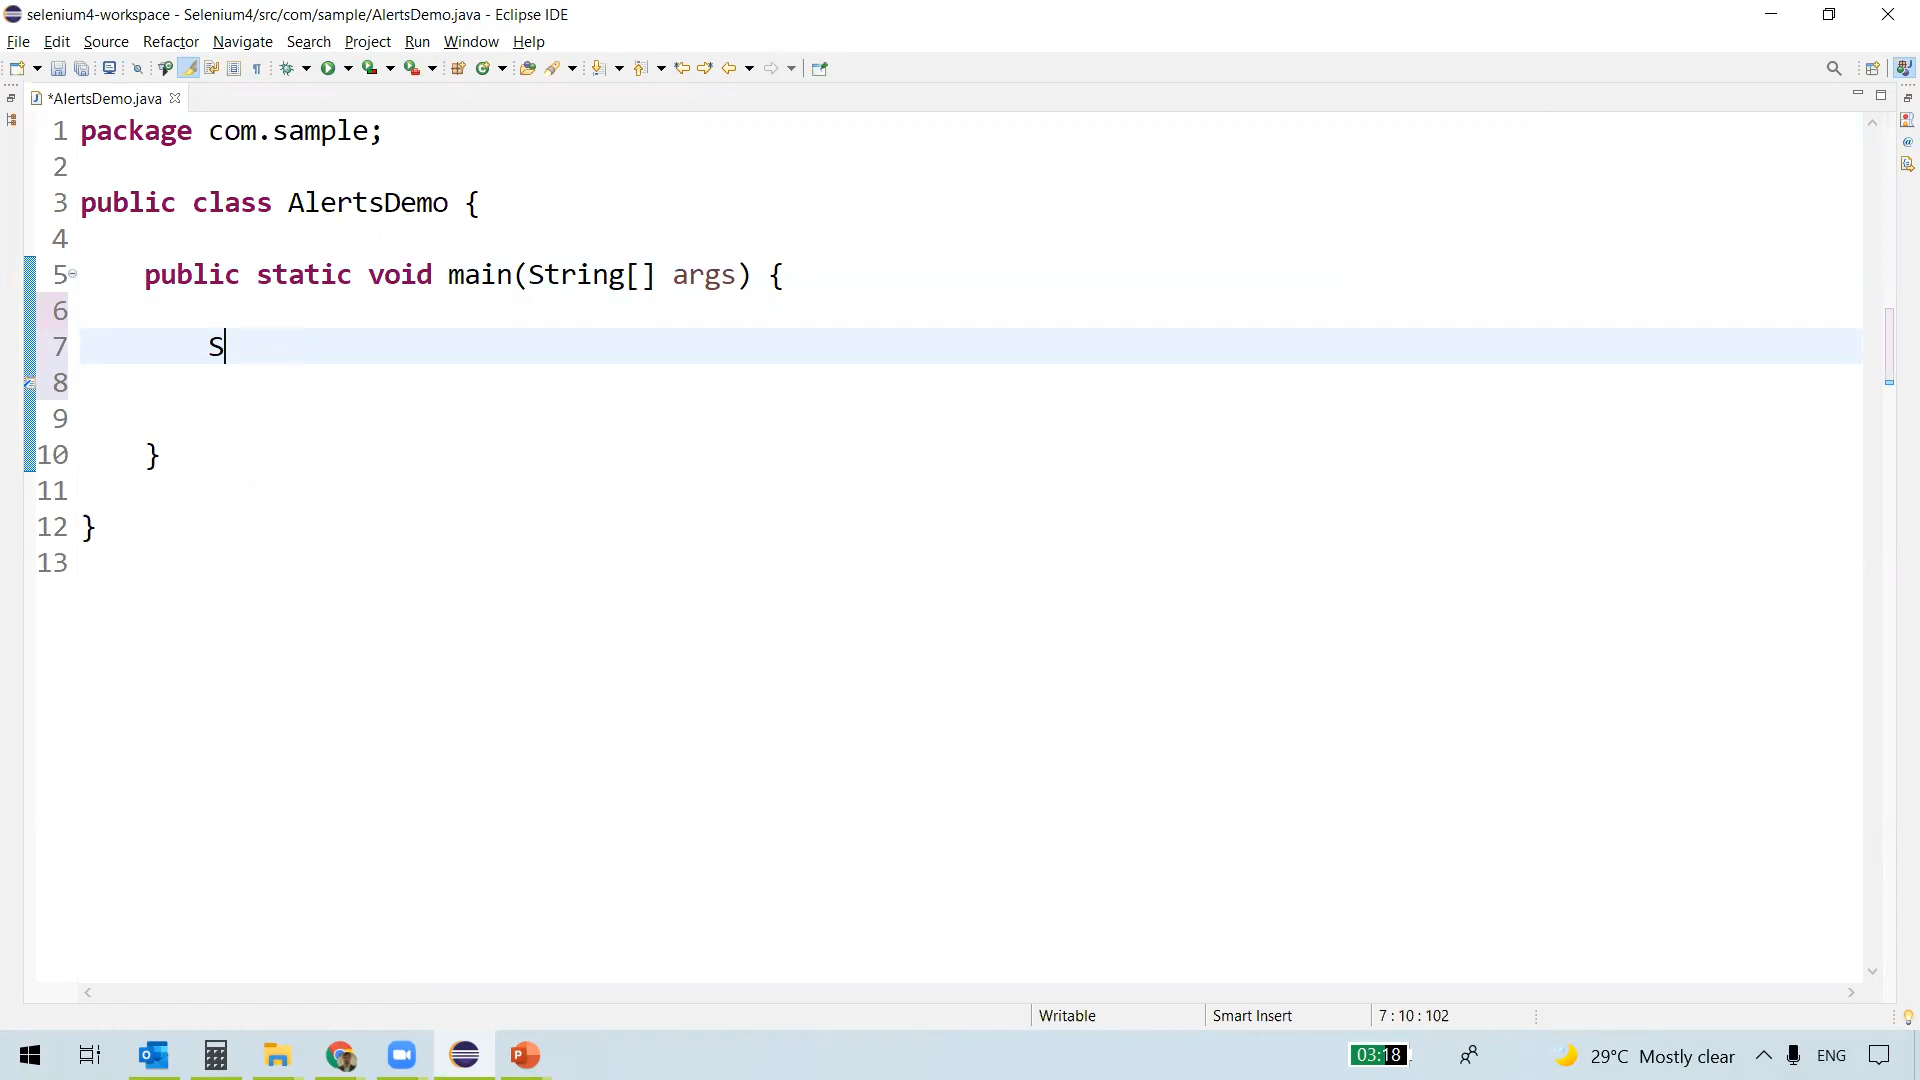 selenium4-workspace - Selenium4/src/com/sample/AlertsDemo.java - Eclipse IDE
File Edit Source Refactor Navigate Search Project Run Window Help
*AlertsDemo.java
1 package com.sample;
2
3 public class AlertsDemo {
4
5 public static void main(String[] args) {
6
7 S
8
9
10 }
11
12 }
13
Writable Smart Insert 7 : 10 : 102
03:18 29°C Mostly clear ENG